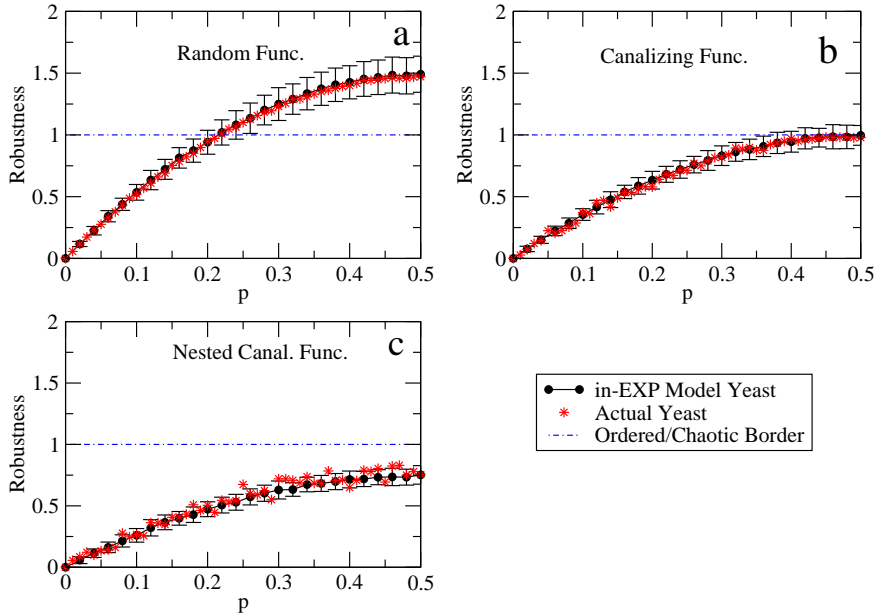 a
Random Func.
2
1.5
1
0.5
0
Robustness
0 0.1 0.2 0.3 0.4 0.5
p
b
Canalizing Func.
2
1.5
1
0.5
0
Robustness
0 0.1 0.2 0.3 0.4 0.5
p
c
Nested Canal. Func.
2
1.5
1
0.5
0
Robustness
0 0.1 0.2 0.3 0.4 0.5
p
in-EXP Model Yeast
Actual Yeast
Ordered/Chaotic Border